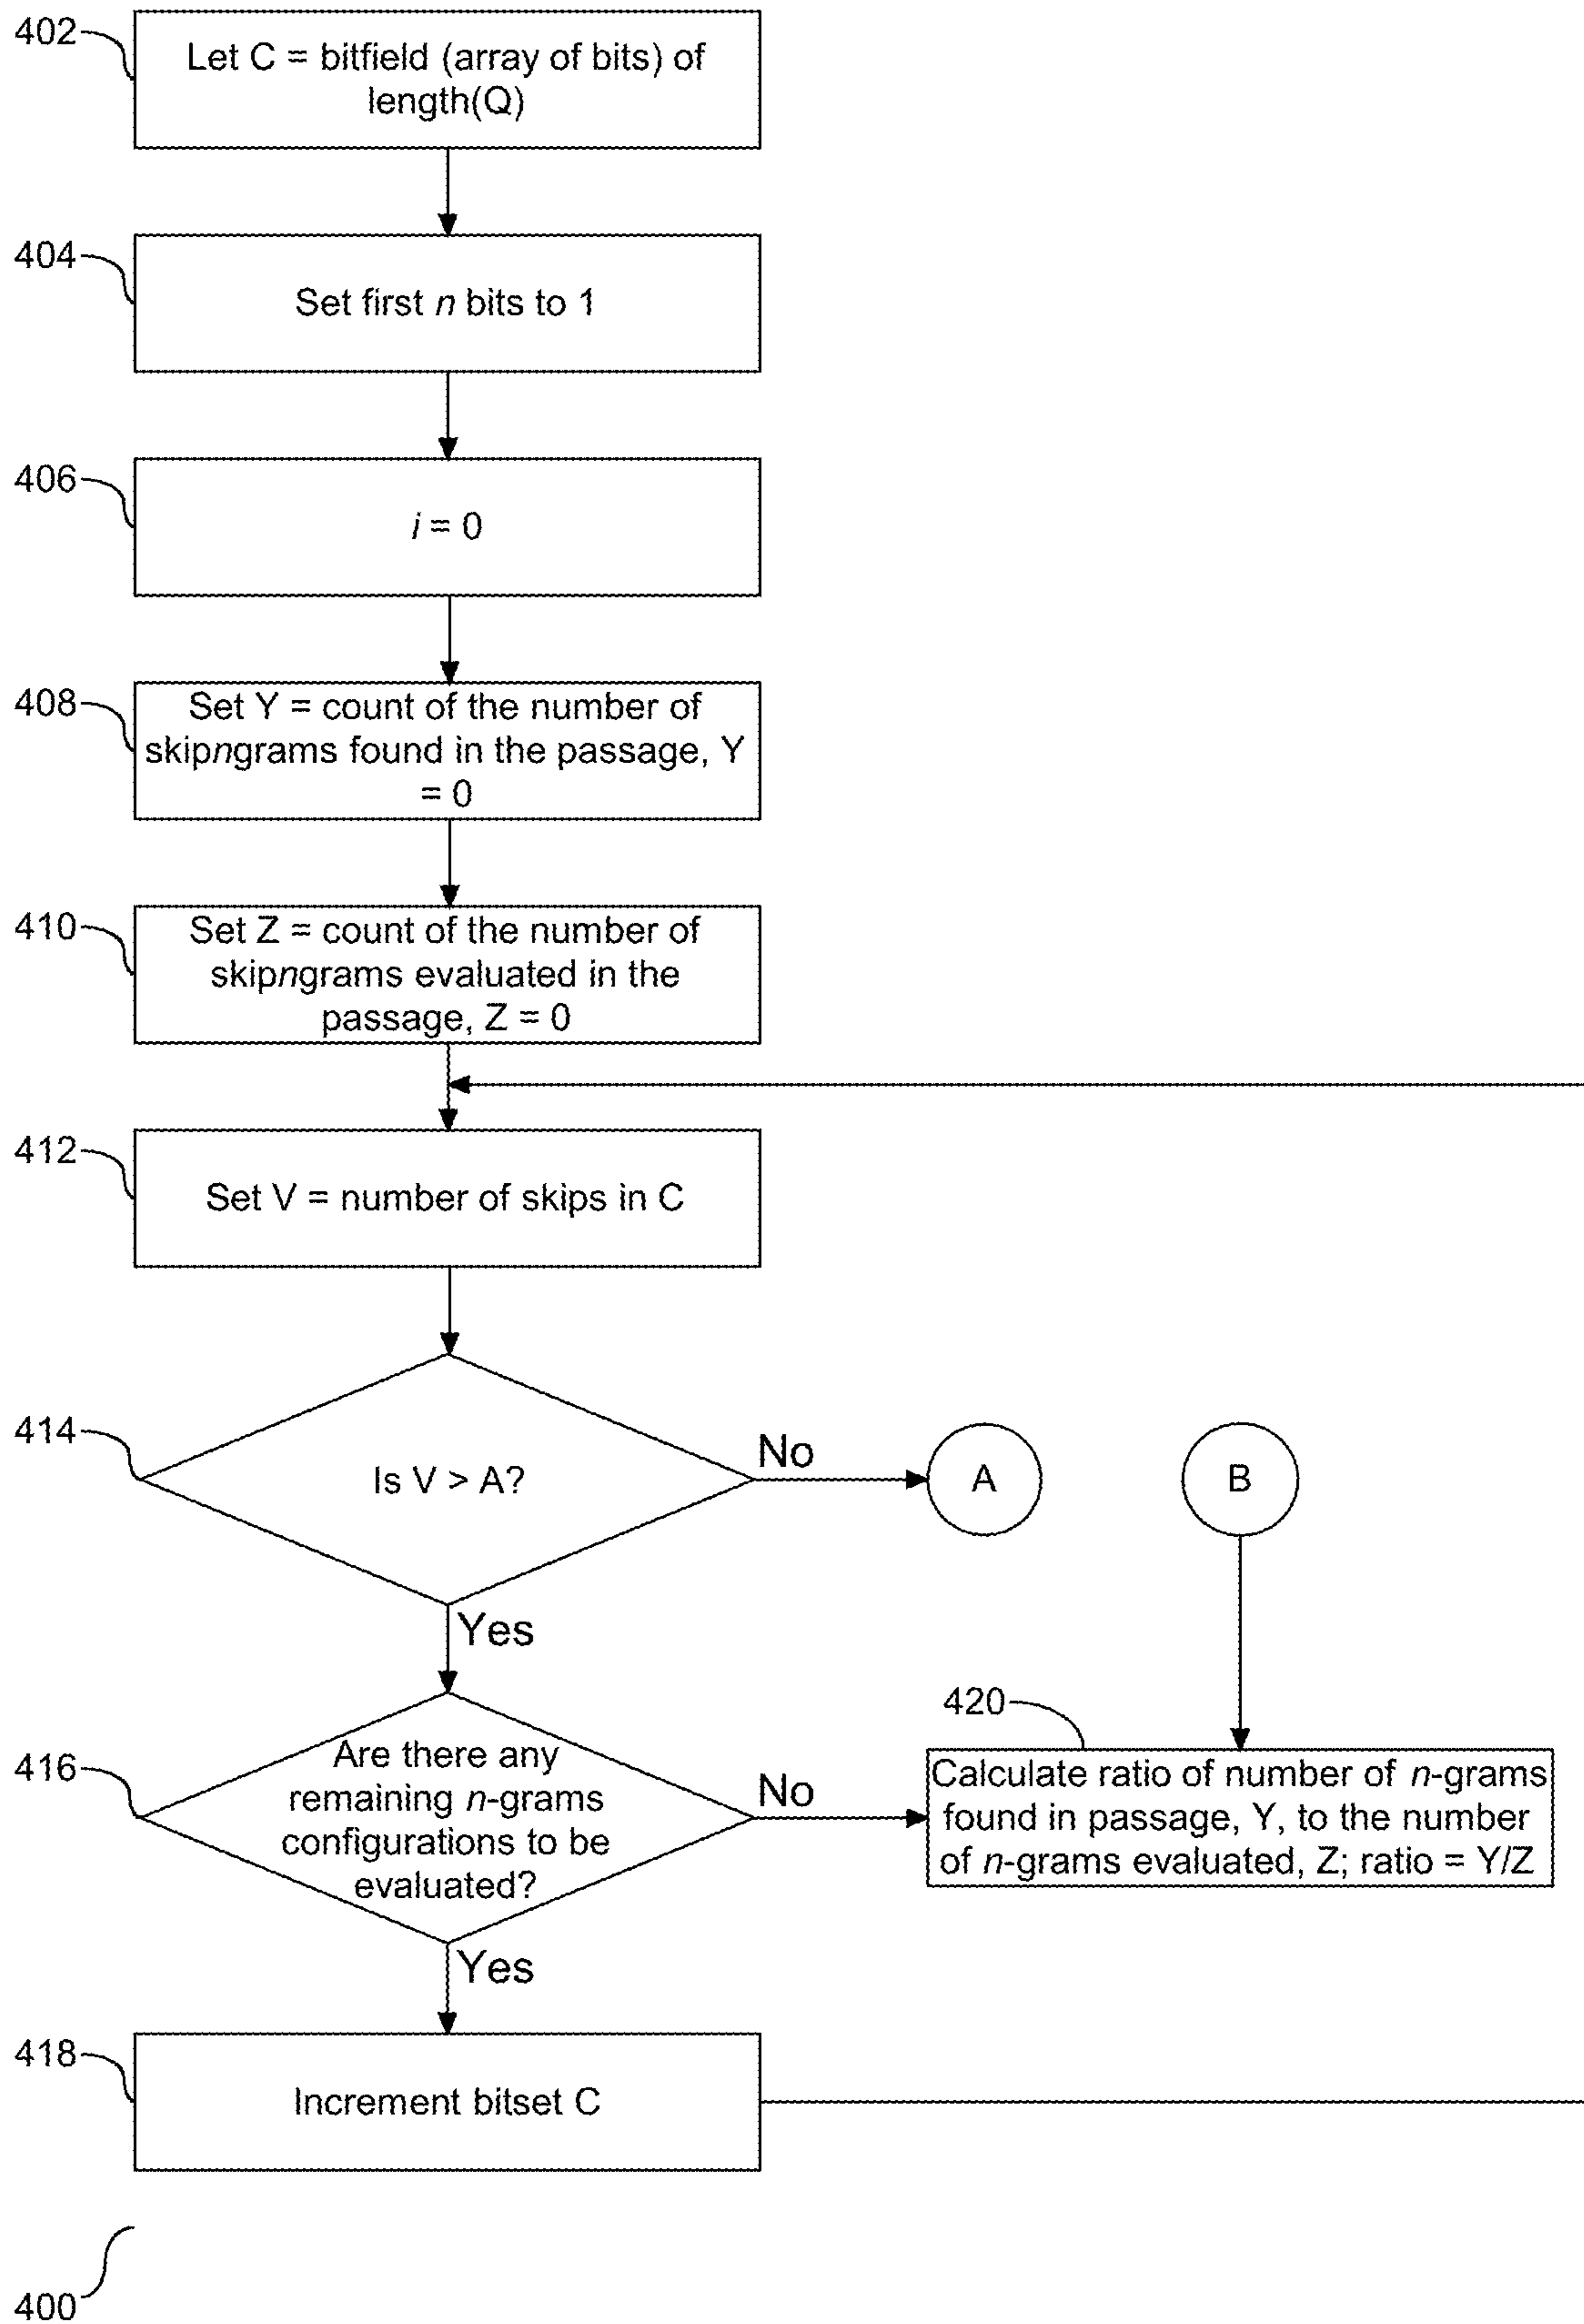 402
Let C = bitfield (array of bits) of
length(Q)
404
Set first n bits to 1
406
i = 0
408
Set Y = count of the number of
skipngrams found in the passage, Y
= 0
410
Set Z = count of the number of
skipngrams evaluated in the
passage, Z = 0
412
Set V = number of skips in C
414
Is V > A?
No
A
B
Yes
416
Are there any
remaining n-grams
configurations to be
evaluated?
No
420
Calculate ratio of number of n-grams
found in passage, Y, to the number
of n-grams evaluated, Z; ratio = Y/Z
Yes
418
Increment bitset C
400